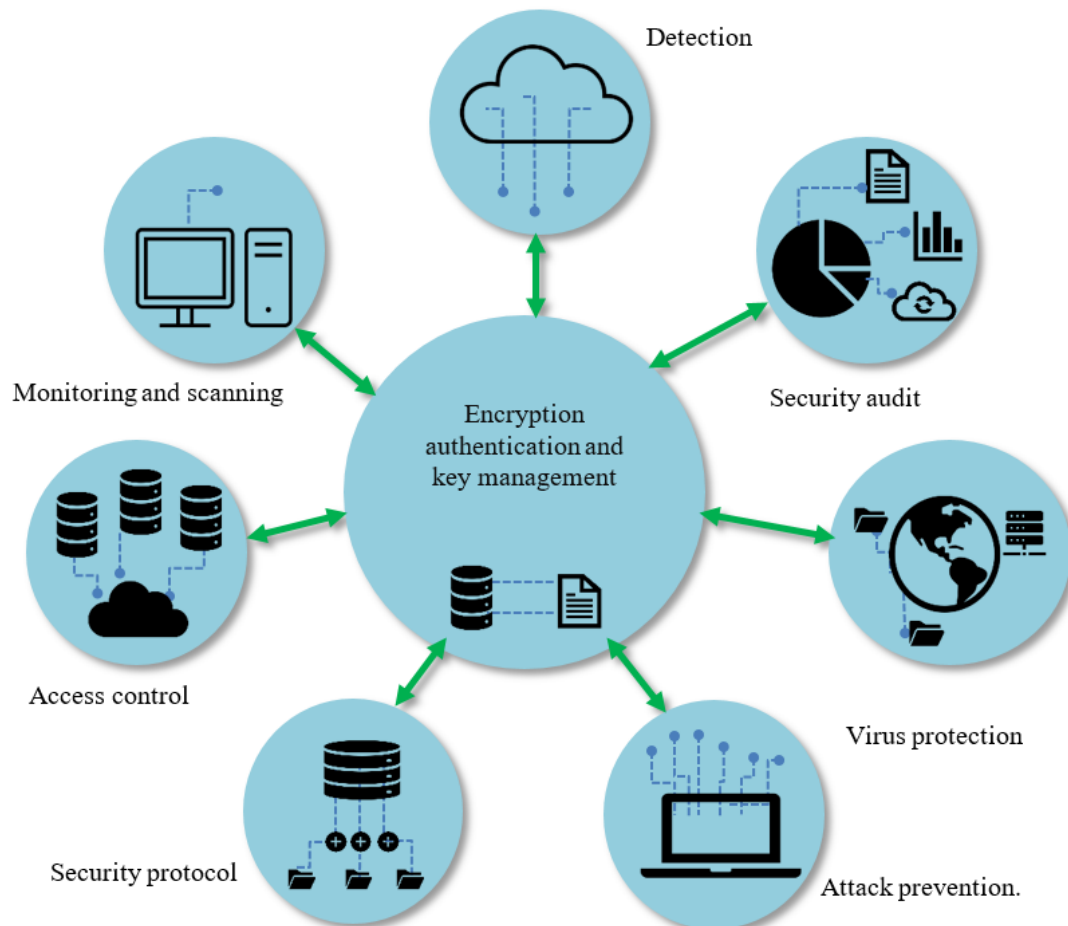 Detection
Monitoring and scanning
Security audit
Encryption
authentication and
key management
Access control
Virus protection
Security protocol
Attack prevention.